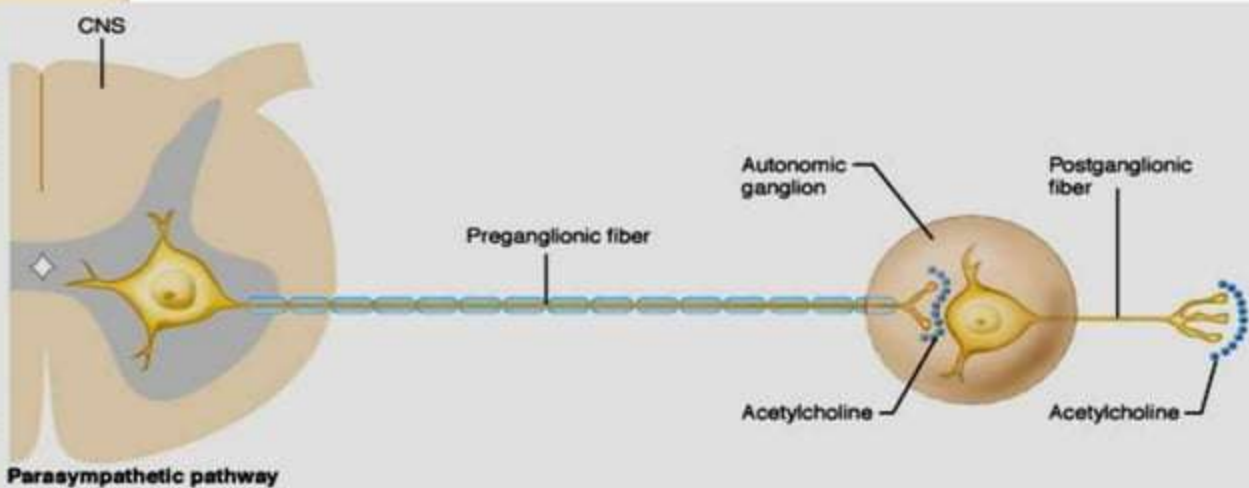 CNS
Autonomic
ganglion
Postganglionic
fiber
Preganglionic fiber
Acetylcholine
Acetylcholine
Parasympathetic pathway